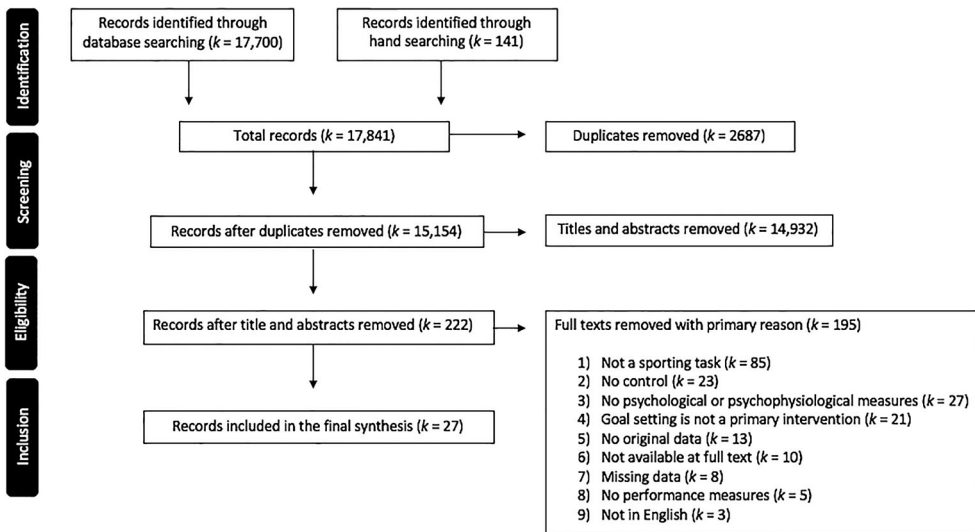 Identification
Records identified through
database searching (k = 17,700)
Records identified through
hand searching (k = 141)
Total records (k = 17,841)
Duplicates removed (k = 2687)
Screening
Records after duplicates removed (k = 15,154)
Titles and abstracts removed (k = 14,932)
Eligibility
Records after title and abstracts removed (k = 222)
Full texts removed with primary reason (k = 195)
1) Not a sporting task (k = 85)
2) No control (k = 23)
3) No psychological or psychophysiological measures (k = 27)
4) Goal setting is not a primary intervention (k = 21)
5) No original data (k = 13)
6) Not available at full text (k = 10)
7) Missing data (k = 8)
8) No performance measures (k = 5)
9) Not in English (k = 3)
Inclusion
Records included in the final synthesis (k = 27)